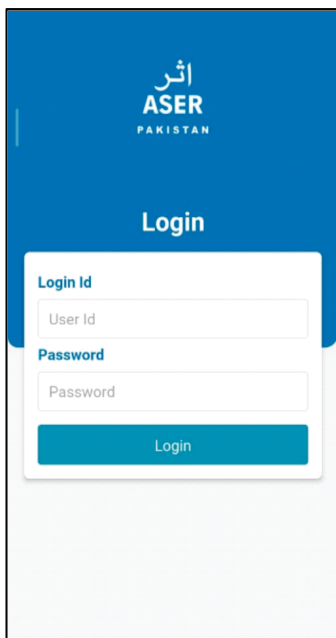 اثر
ASER
PAKISTAN
Login
Login Id
User Id
Password
Password
Login